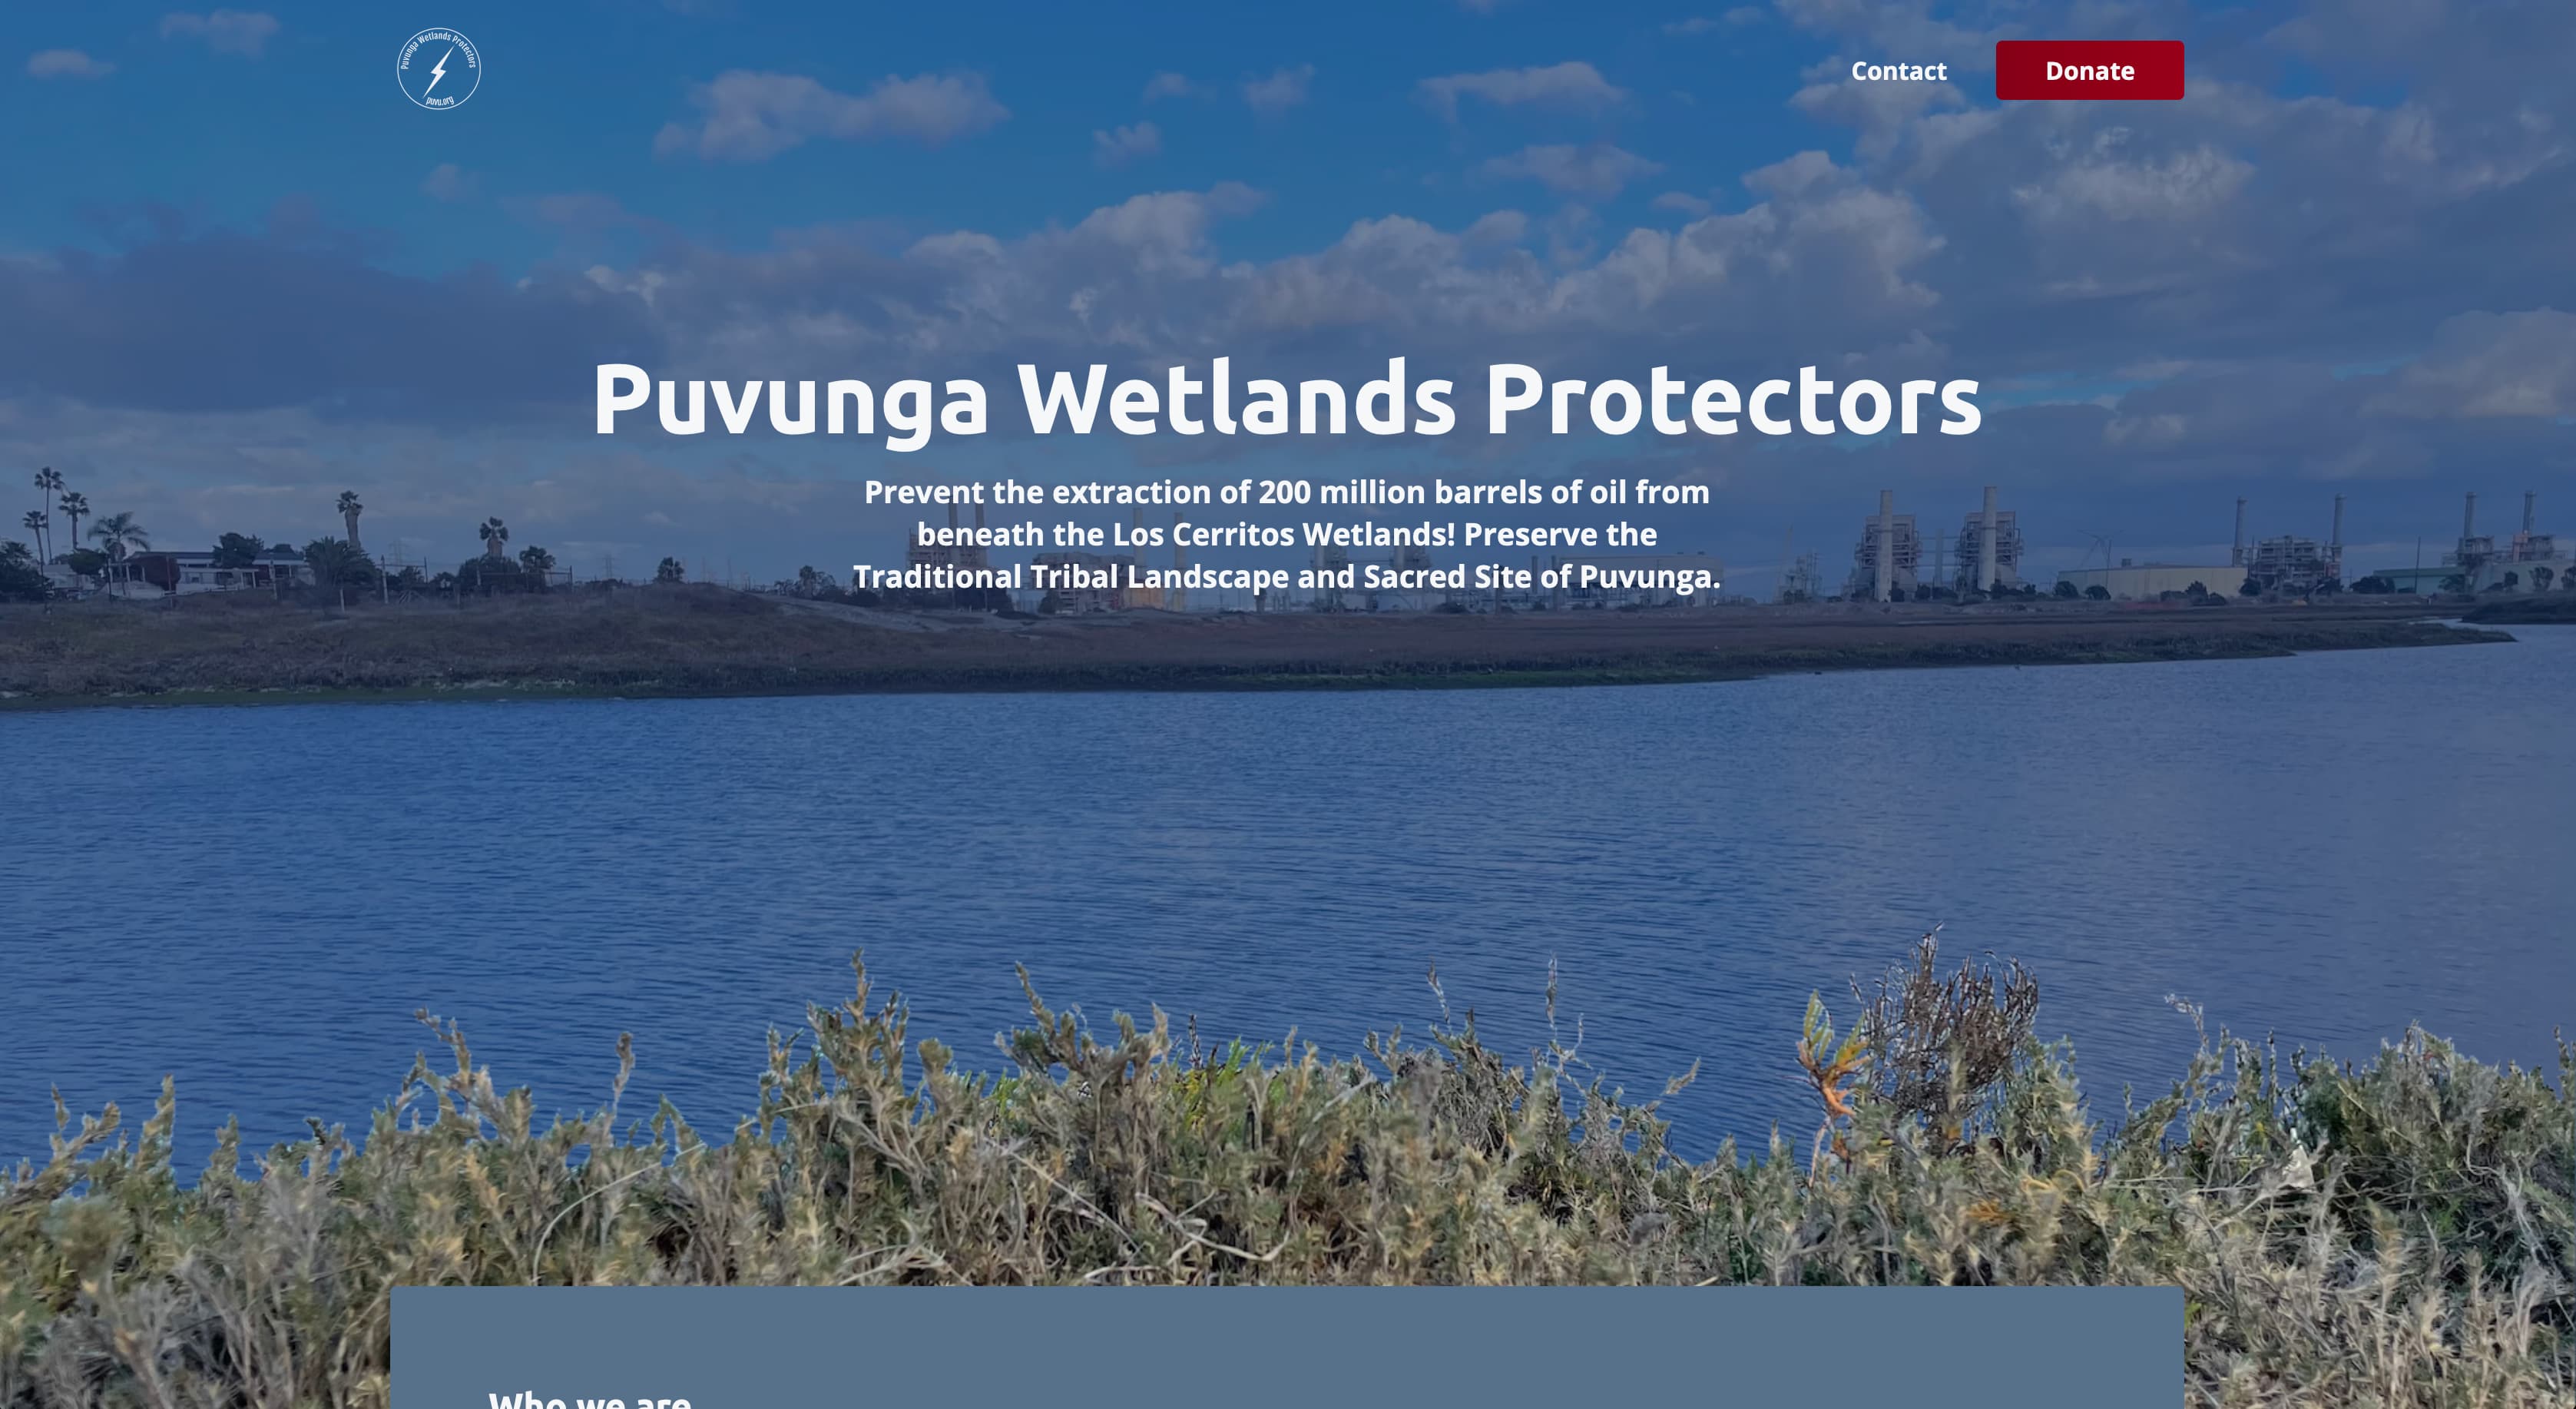 Puvunga Wetlands Protectors
puvu.org
Contact
Donate
Puvunga Wetlands Protectors
Prevent the extraction of 200 million barrels of oil from
beneath the Los Cerritos Wetlands! Preserve the
Traditional Tribal Landscape and Sacred Site of Puvunga.
Who we are